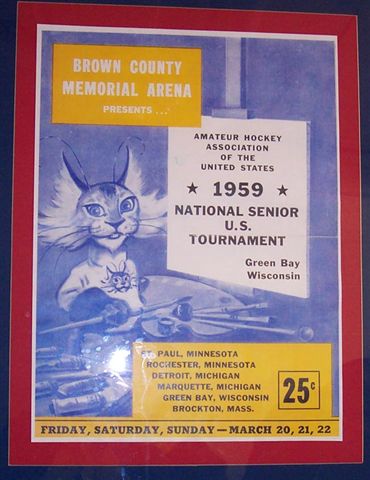 BROWN COUNTY
MEMORIAL ARENA
PRESENTS...
AMATEUR HOCKEY
ASSOCIATION
OF THE
UNITED STATES
★ 1959 ★
NATIONAL SENIOR
U.S.
TOURNAMENT
Green Bay
Wisconsin
ST. PAUL, MINNESOTA
ROCHESTER, MINNESOTA
DETROIT, MICHIGAN
MARQUETTE, MICHIGAN
GREEN BAY, WISCONSIN
BROCKTON, MASS.
25c
FRIDAY, SATURDAY, SUNDAY — MARCH 20, 21, 22